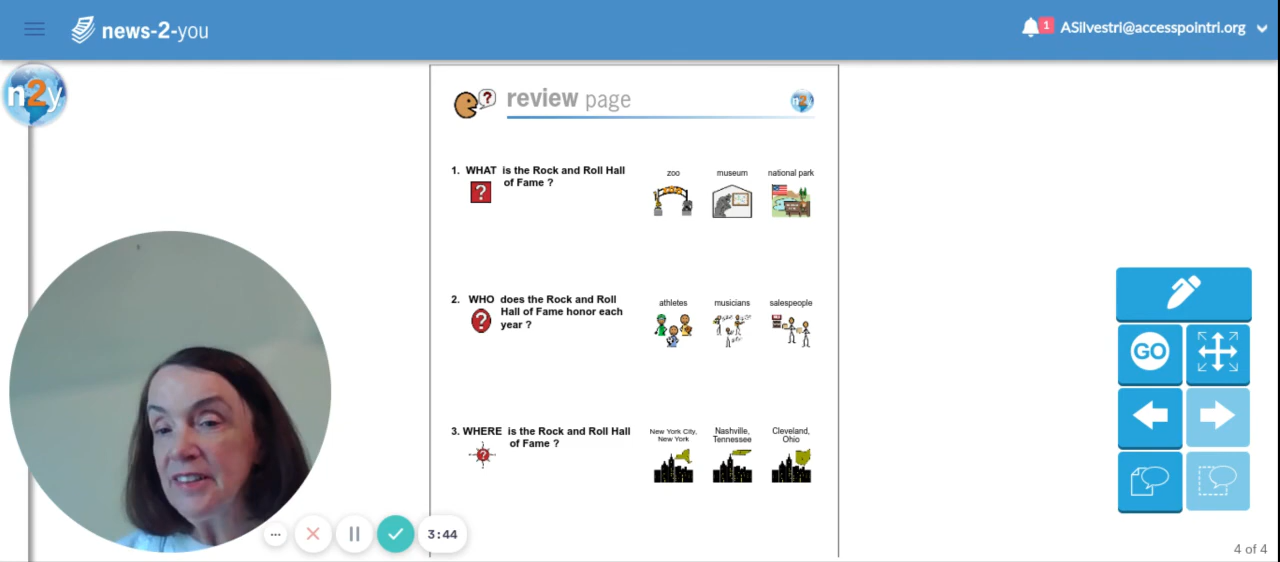 news-2-you
1
ASilvestri@accesspointri.org
n2y
?
review page
n2y
1. WHAT is the Rock and Roll Hall
of Fame ?
?
zoo
museum
national park
ZOO
2. WHO does the Rock and Roll
Hall of Fame honor each
year ?
?
athletes
musicians
salespeople
3. WHERE is the Rock and Roll Hall
of Fame ?
?
New York City,
New York
Nashville,
Tennessee
Cleveland,
Ohio
GO
3:44
4 of 4